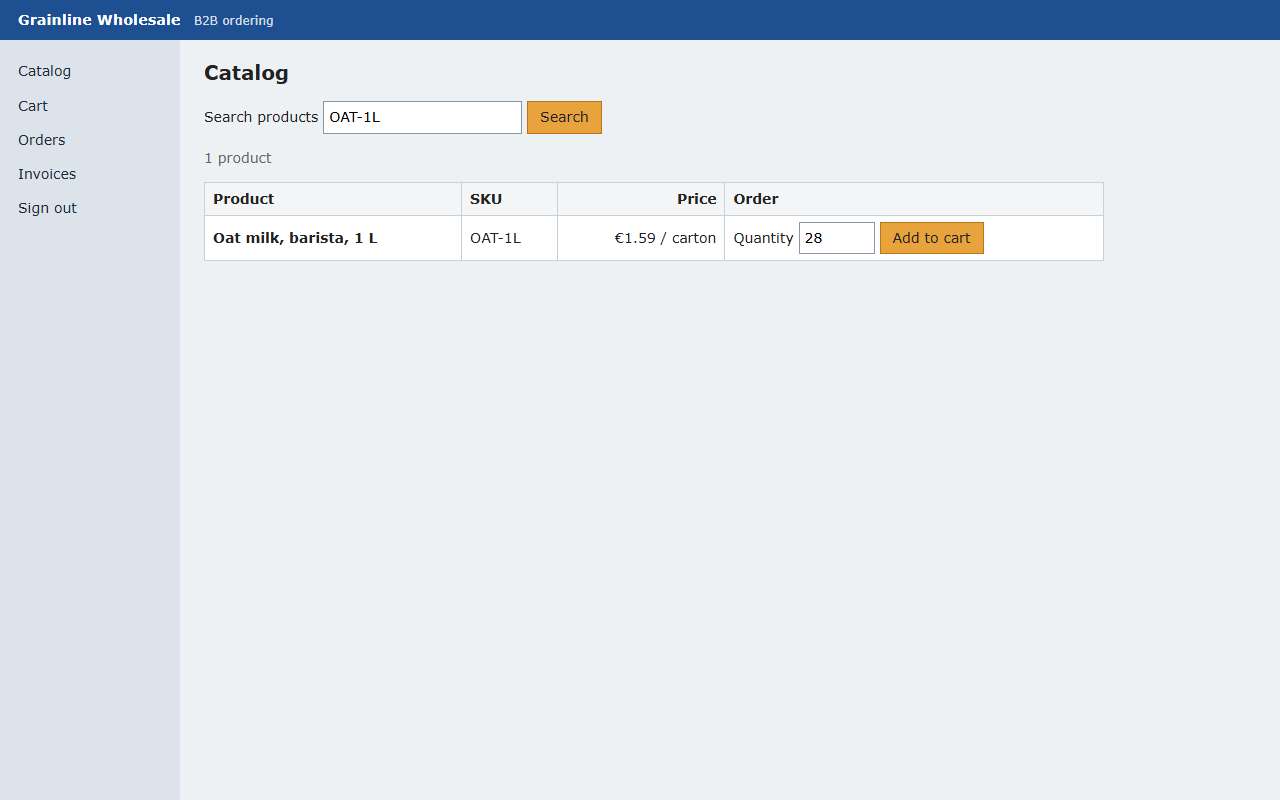 Grainline Wholesale B2B ordering
Catalog
Cart
Orders
Invoices
Sign out
Catalog
Search products OAT-1L Search
1 product
Product SKU Price Order
Oat milk, barista, 1 L OAT-1L €1.59 / carton Quantity 28 Add to cart